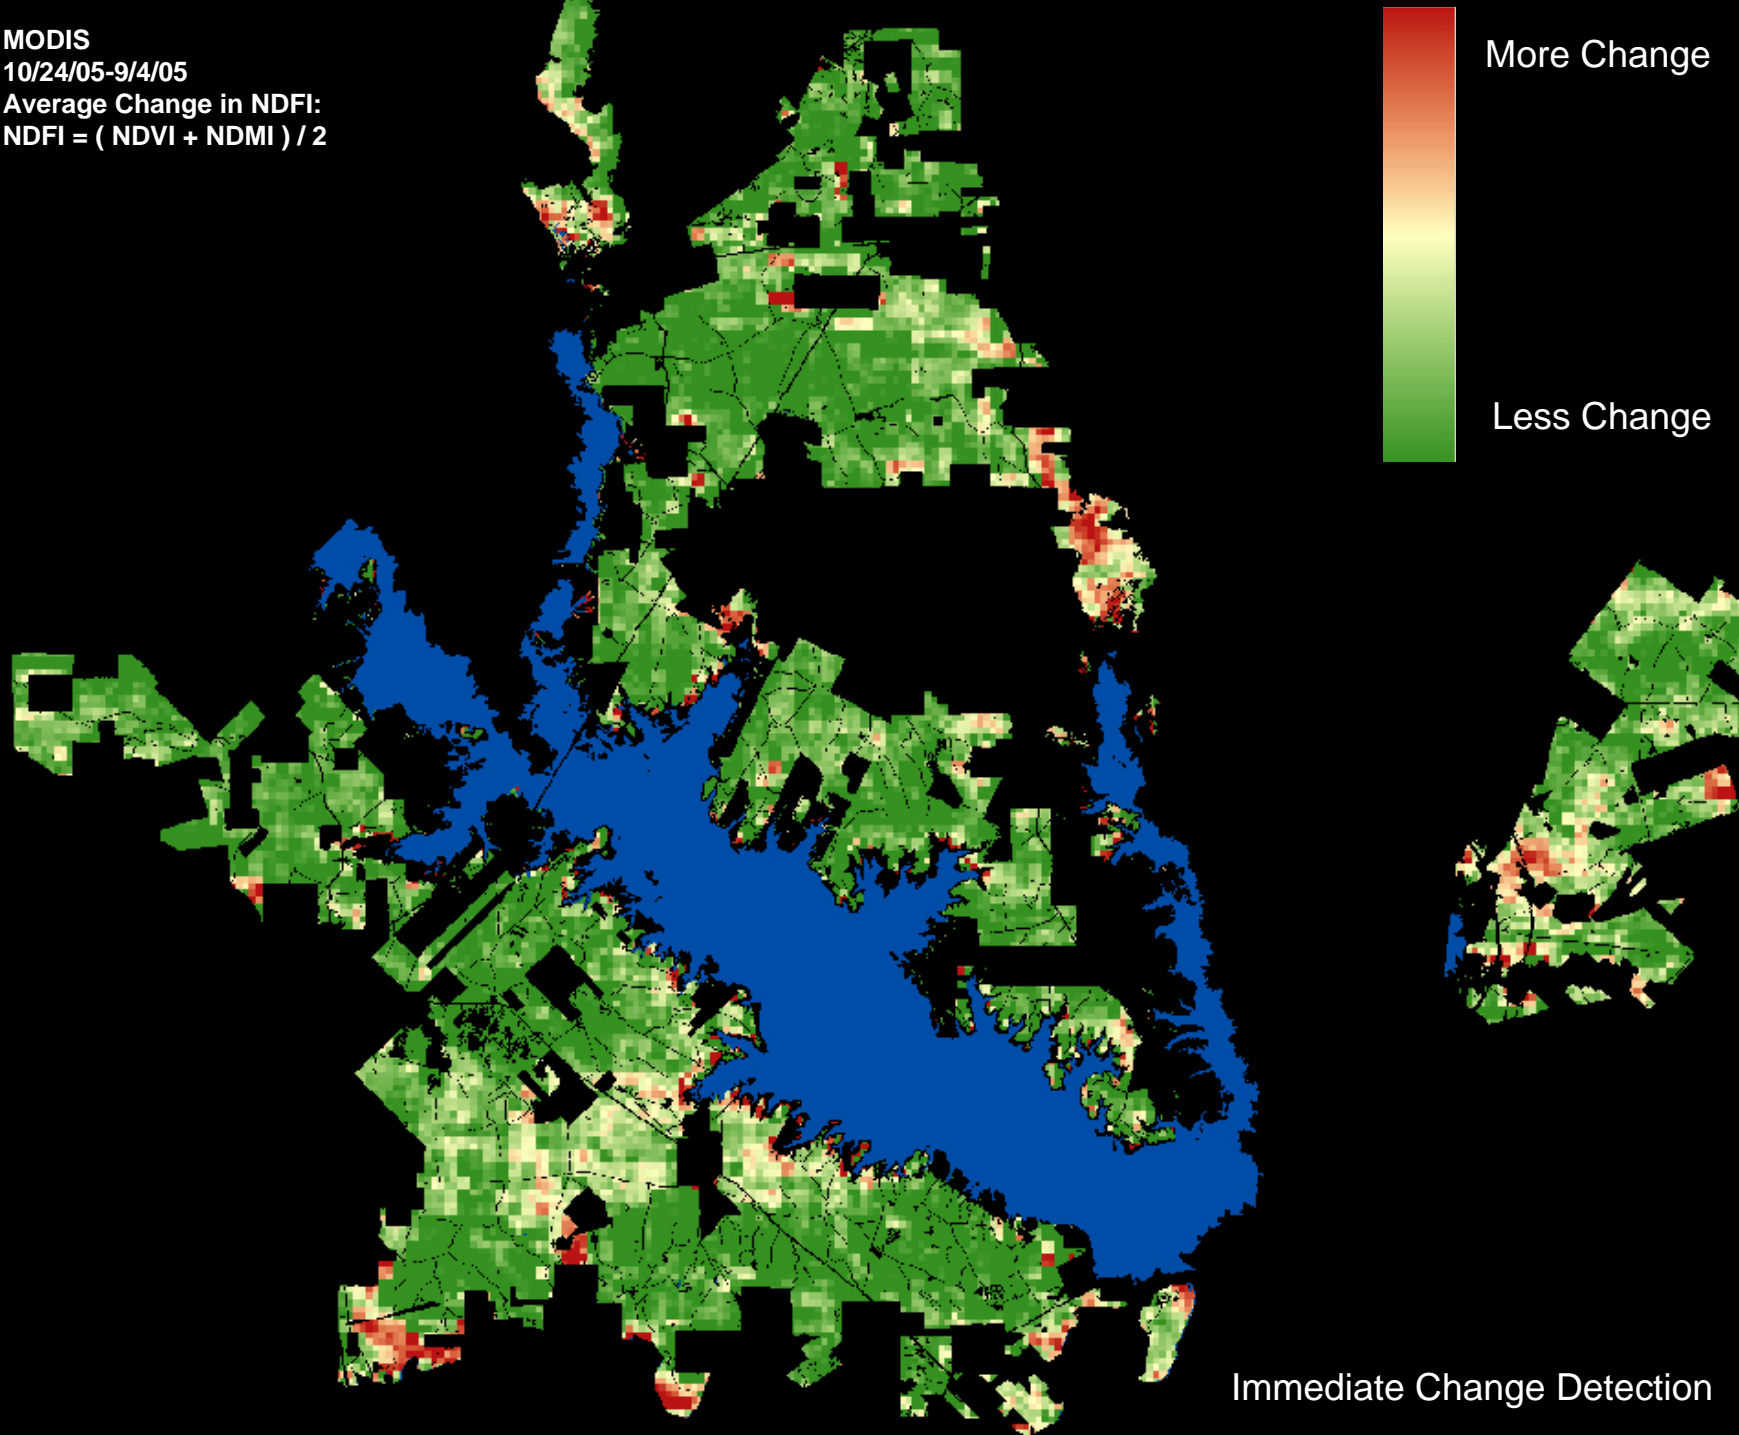 MODIS
10/24/05-9/4/05
Average Change in NDFI:
NDFI = ( NDVI + NDMI ) / 2
More Change
Less Change
Immediate Change Detection